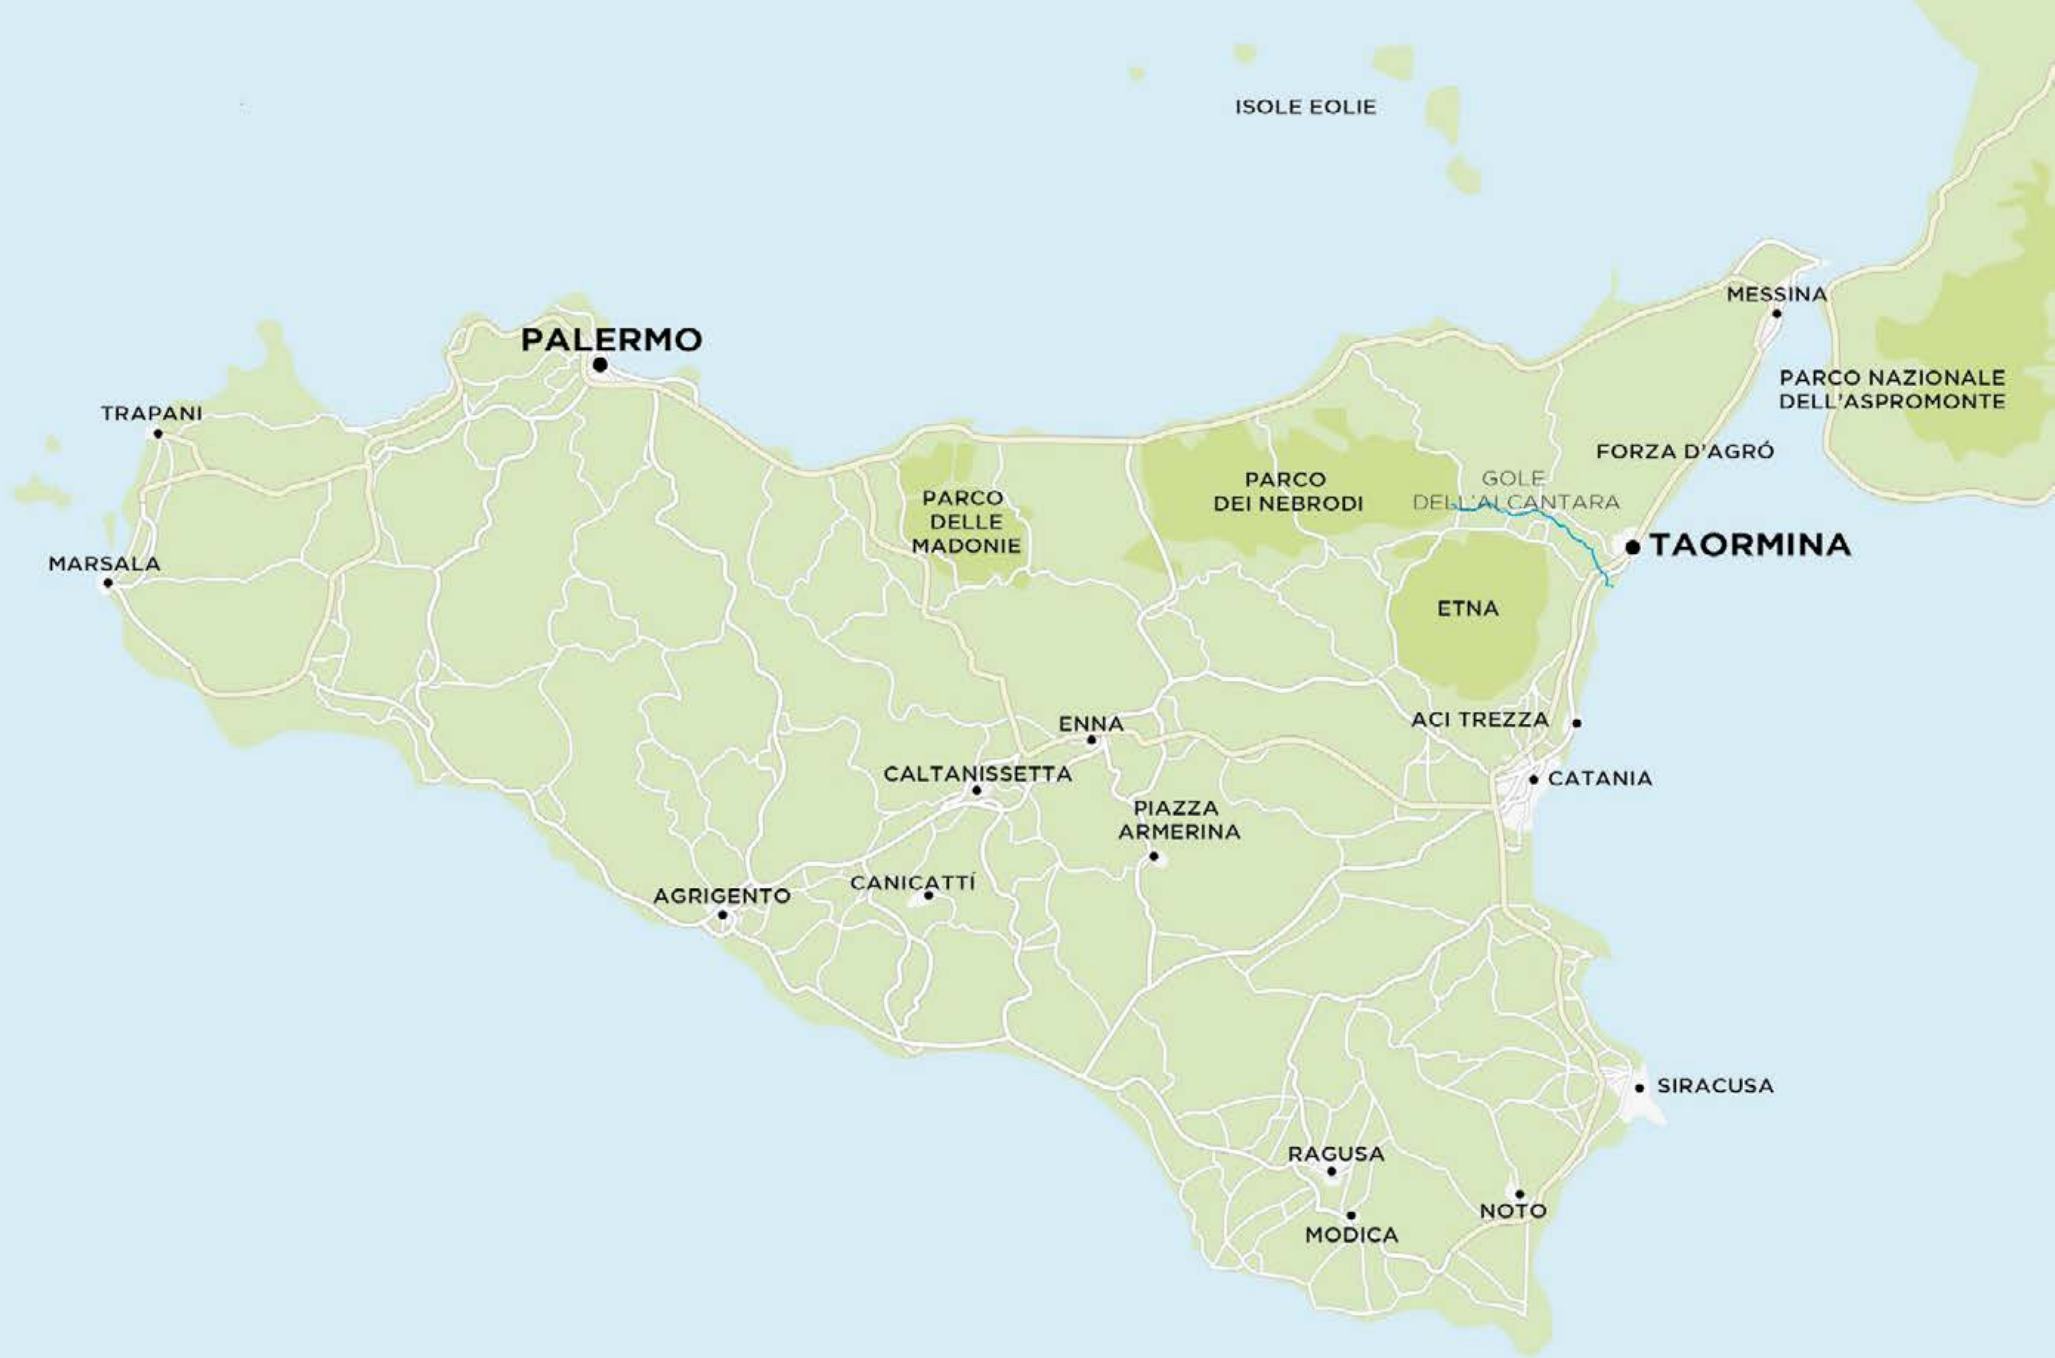 ISOLE EOLIE
MESSINA
PALERMO
PARCO NAZIONALE
DELL'ASPROMONTE
TRAPANI
FORZA D'AGRÓ
PARCO
DEI NEBRODI
GOLE
DELL'ALCANTARA
PARCO
DELLE
MADONIE
TAORMINA
MARSALA
ETNA
ACI TREZZA
ENNA
CALTANISSETTA
CATANIA
PIAZZA
ARMERINA
CANICATTÍ
AGRIGENTO
SIRACUSA
RAGUSA
NOTO
MODICA